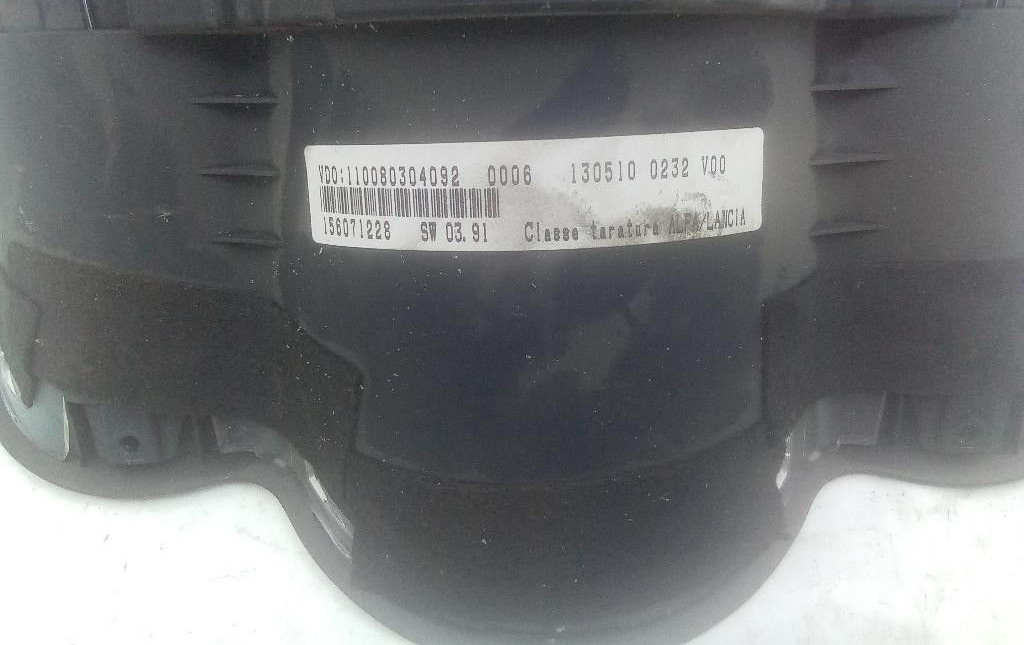 VDO:110080304092 0006 130510 0232 V00
156071228 SW 03.91 Classe taratura ALFA/LANCIA